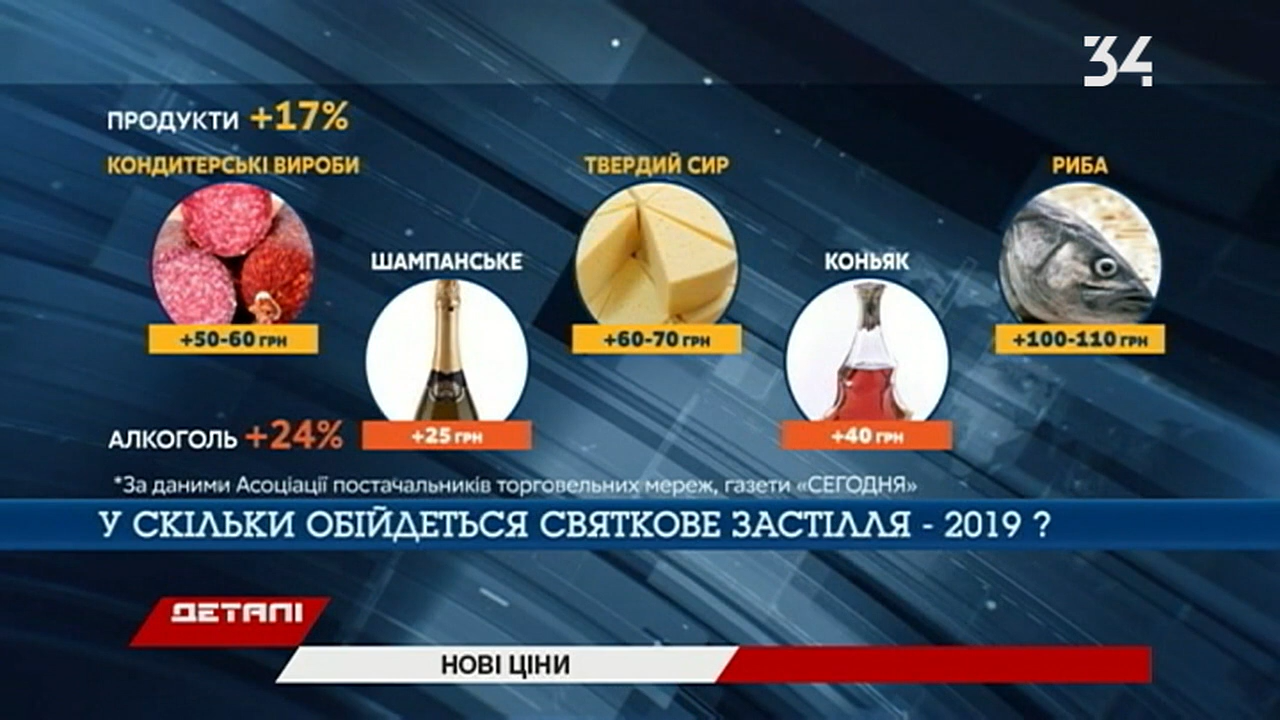 34
ПРОДУКТИ +17%
КОНДИТЕРСЬКІ ВИРОБИ
ТВЕРДИЙ СИР
РИБА
ШАМПАНСЬКЕ
КОНЬЯК
+50-60 ГРН
+60-70 ГРН
+100-110 ГРН
АЛКОГОЛЬ +24%
+25 ГРН
+40 ГРН
*За даними Асоціації постачальників торговельних мереж, газети «СЕГОДНЯ»
У СКІЛЬКИ ОБІЙДЕТЬСЯ СВЯТКОВЕ ЗАСТІЛЛЯ - 2019 ?
ДЕТАЛІ
НОВІ ЦІНИ